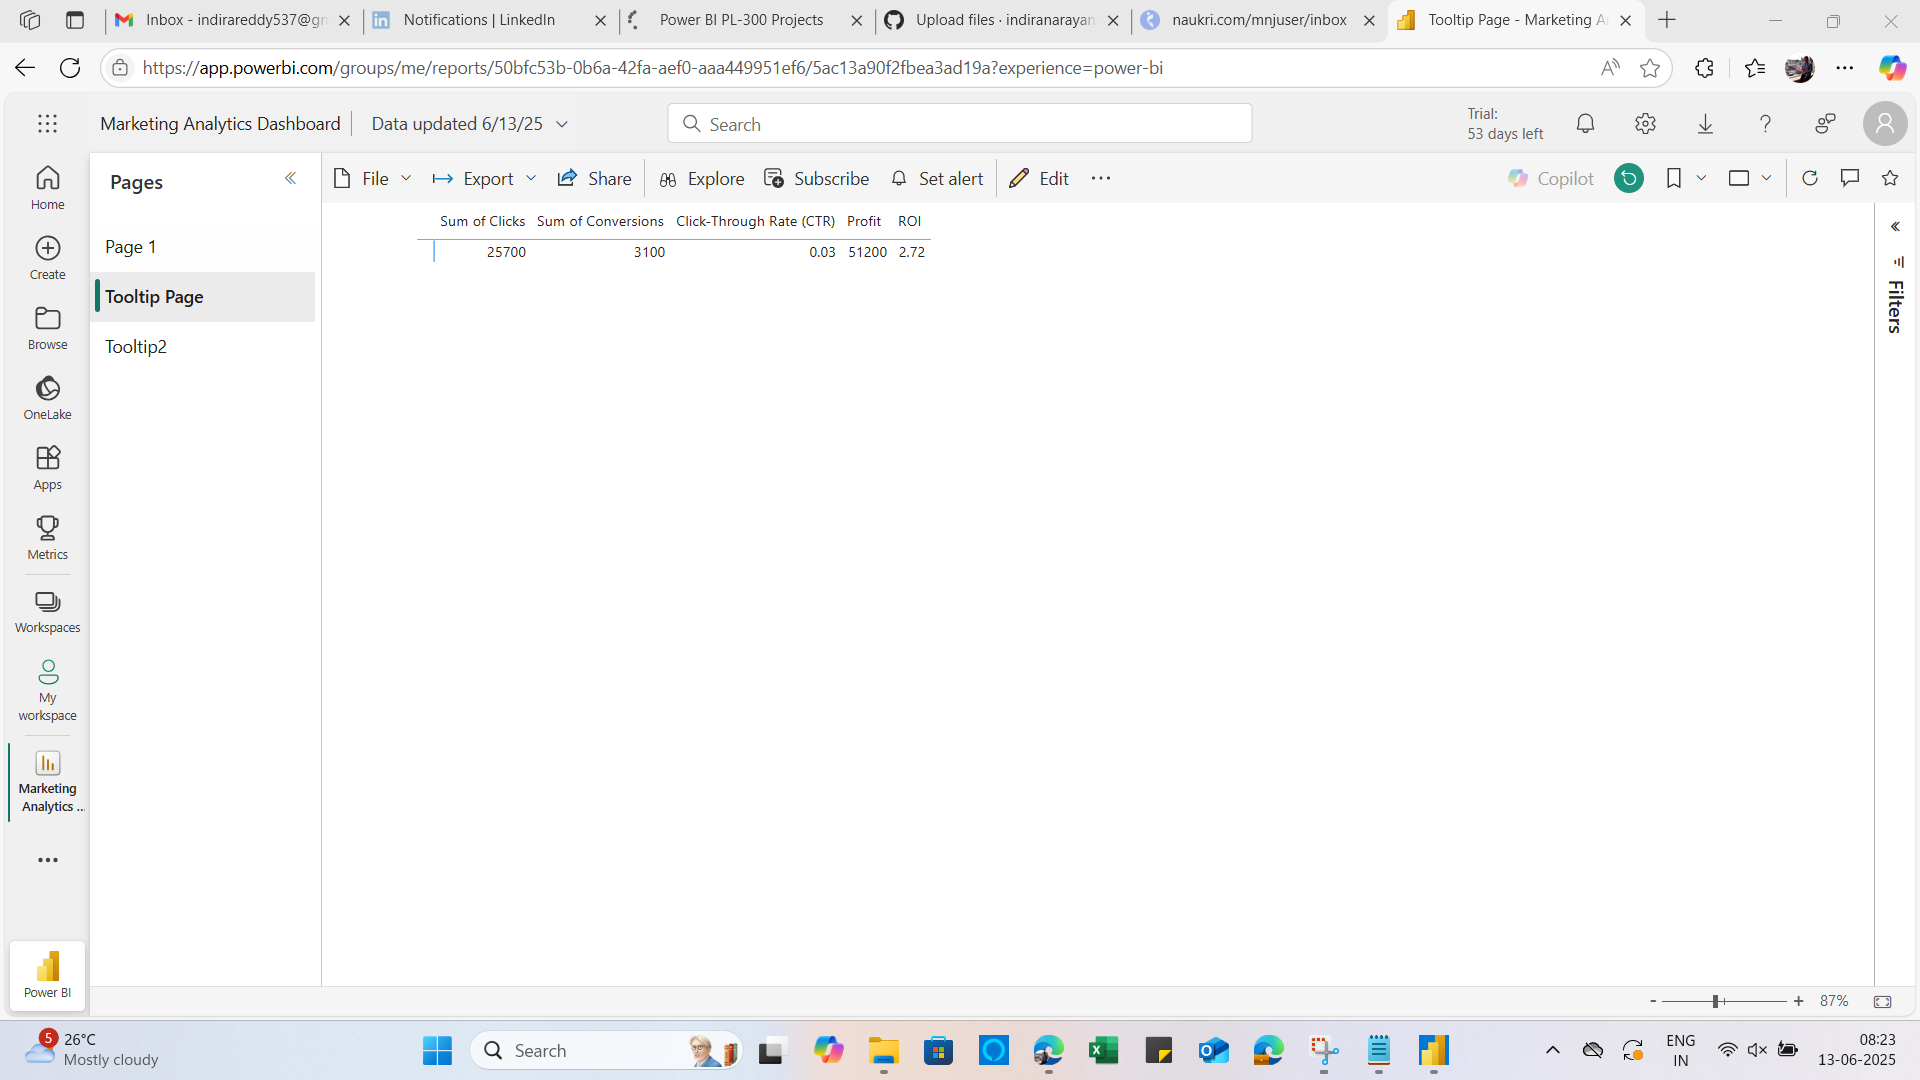 Inbox - indirareddy537@gn
Notifications | LinkedIn
Power BI PL-300 Projects
Upload files · indiranarayan
naukri.com/mnjuser/inbox
Tooltip Page - Marketing A
https://app.powerbi.com/groups/me/reports/50bfc53b-0b6a-42fa-aef0-aaa449951ef6/5ac13a90f2fbea3ad19a?experience=power-bi
Marketing Analytics Dashboard
Data updated 6/13/25
Search
Trial:
53 days left
Home
Create
Browse
OneLake
Apps
Metrics
Workspaces
My
workspace
Marketing
Analytics ...
Power BI
Pages
Page 1
Tooltip Page
Tooltip2
File
Export
Share
Explore
Subscribe
Set alert
Edit
Copilot
Sum of Clicks Sum of Conversions Click-Through Rate (CTR) Profit ROI
25700 3100 0.03 51200 2.72
Filters
- + 87%
5
26°C
Mostly cloudy
Search
ENG
IN
08:23
13-06-2025